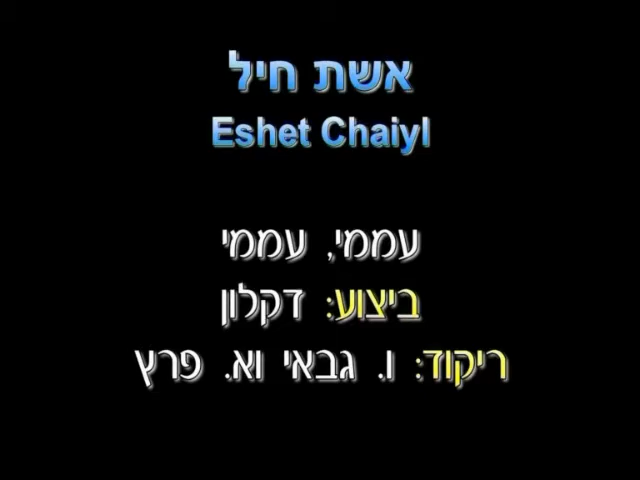 אשת חיל
Eshet Chaiyl
עממי, עממי
ביצוע: דקלון
ריקוד: ו. גבאי וא. פרץ